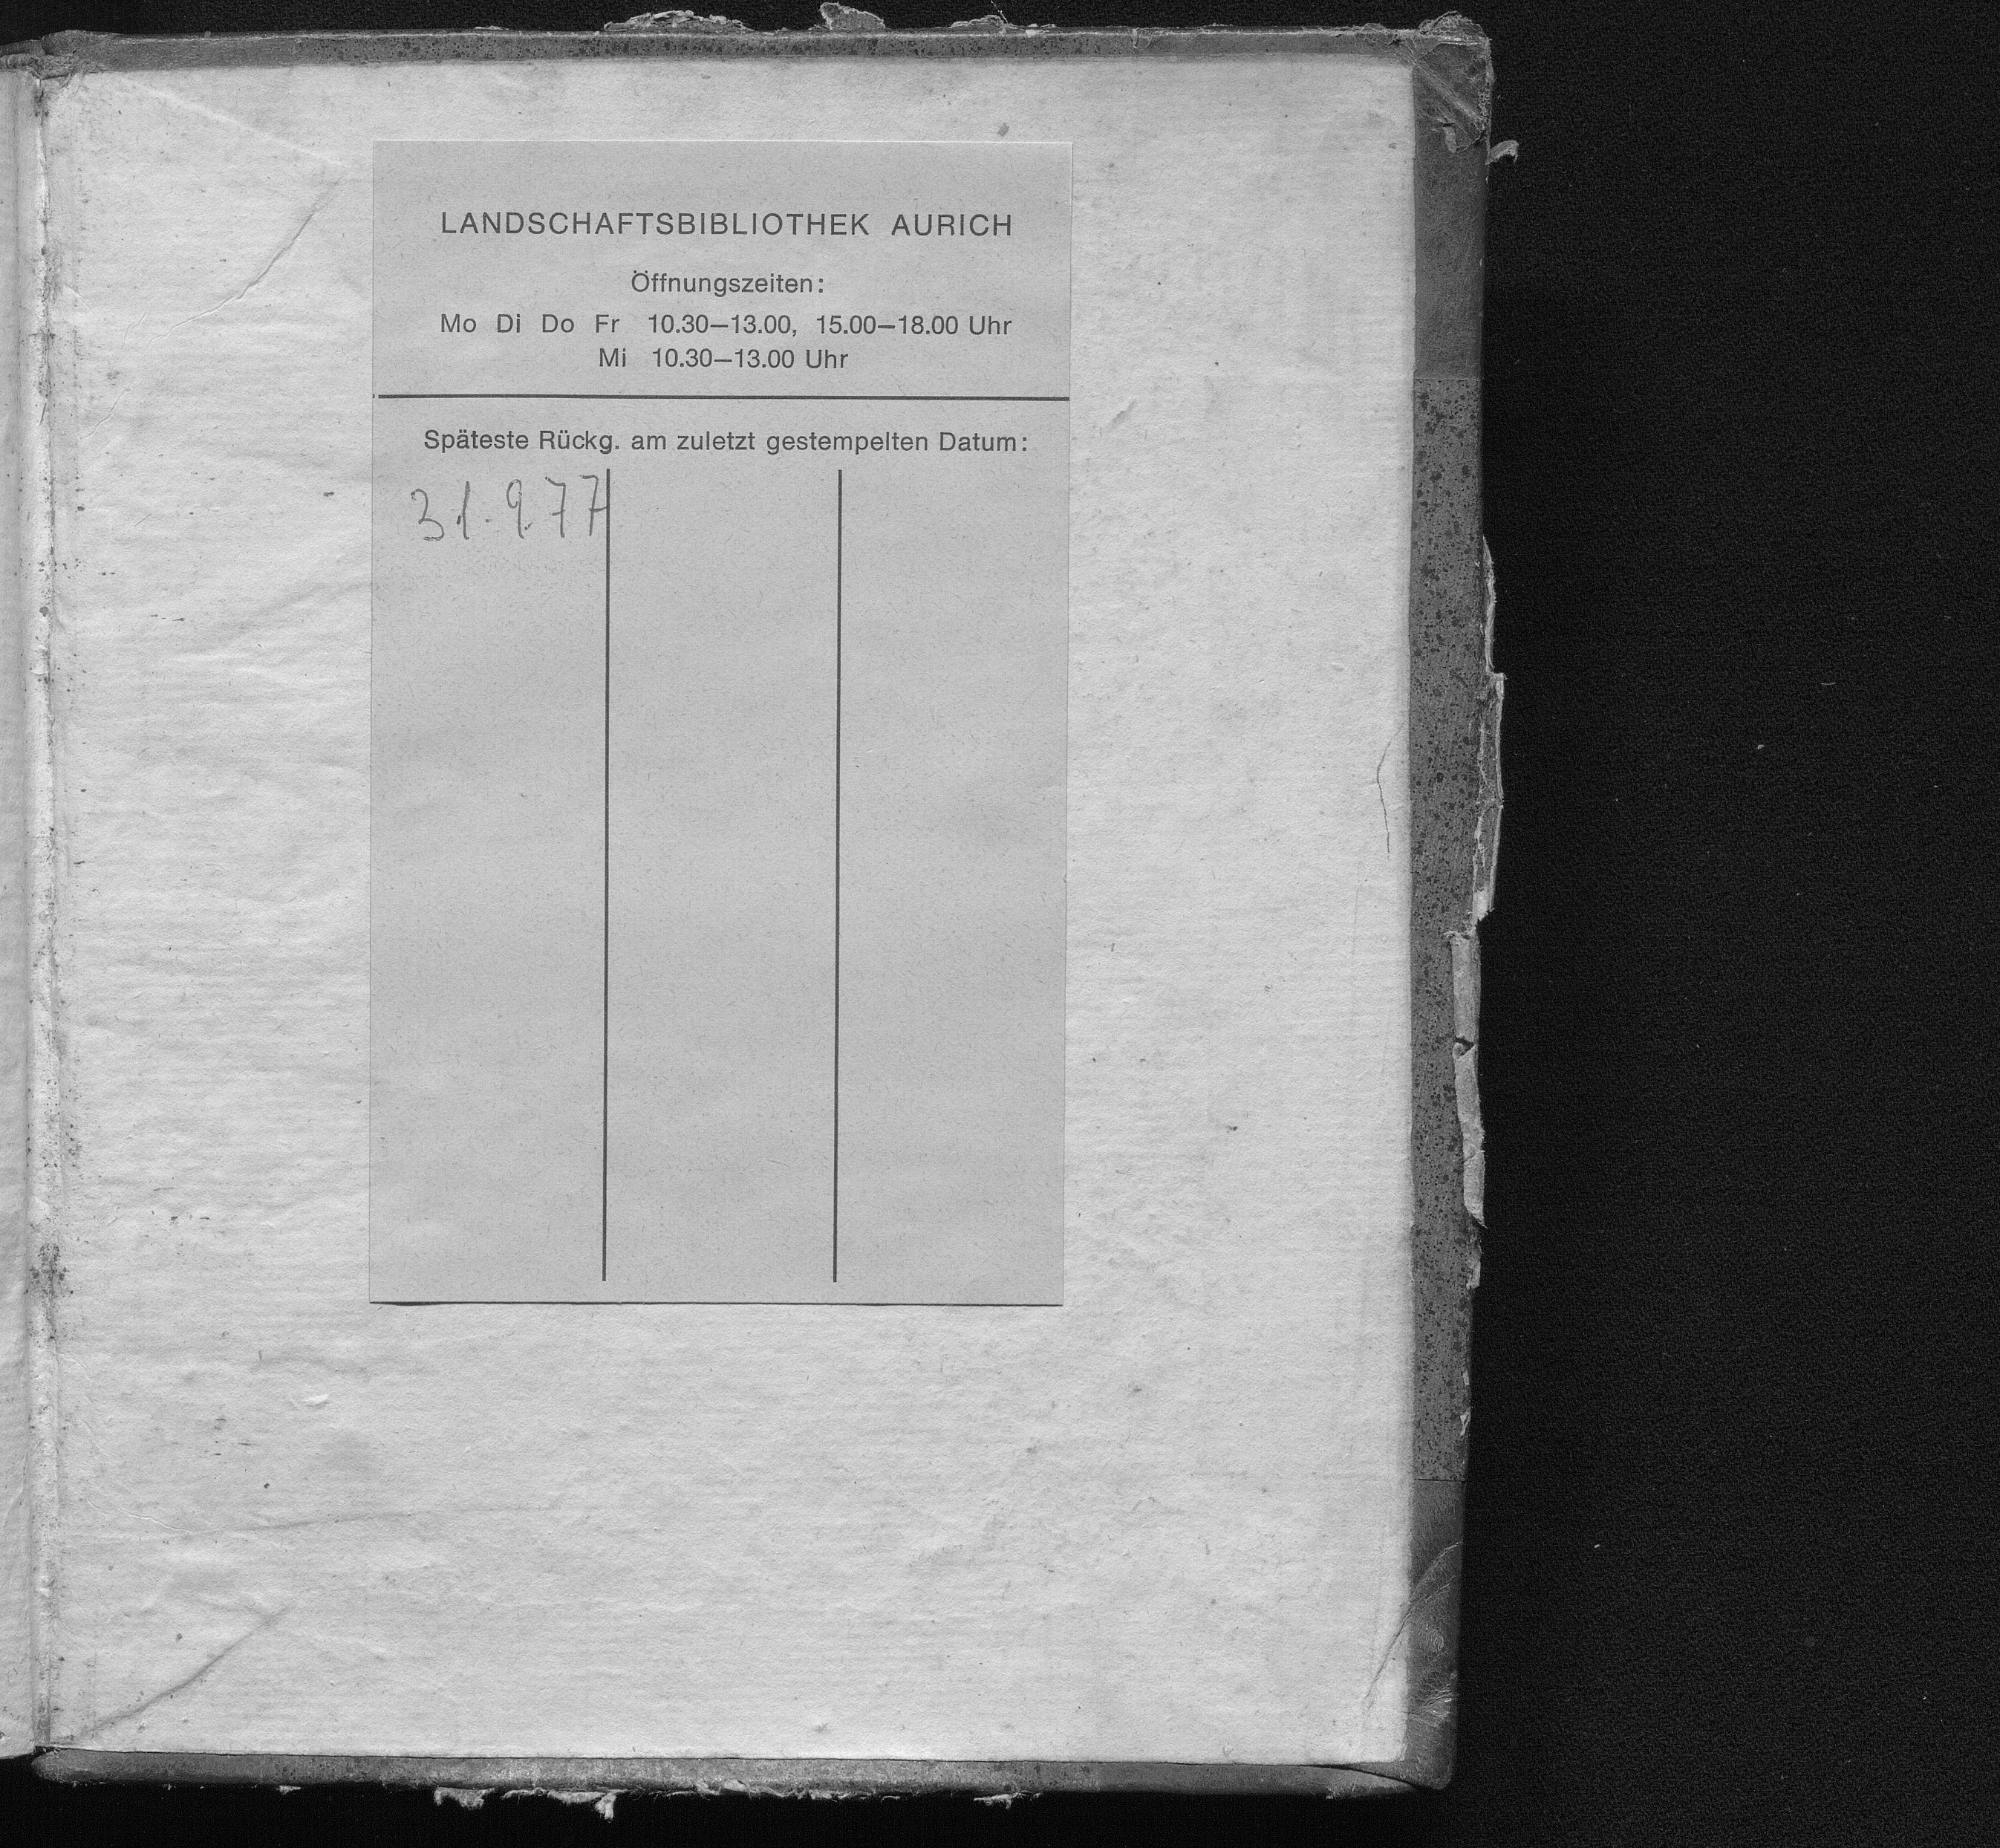 LANDSCHAFTSBIBLIOTHEK AURICH
Öffnungszeiten:
Mo Di Do Fr 10.30—13.00, 15.00—18.00 Uhr
Mi 10.30—13.00 Uhr
Späteste Rückg. am zuletzt gestempelten Datum:
31.9.77